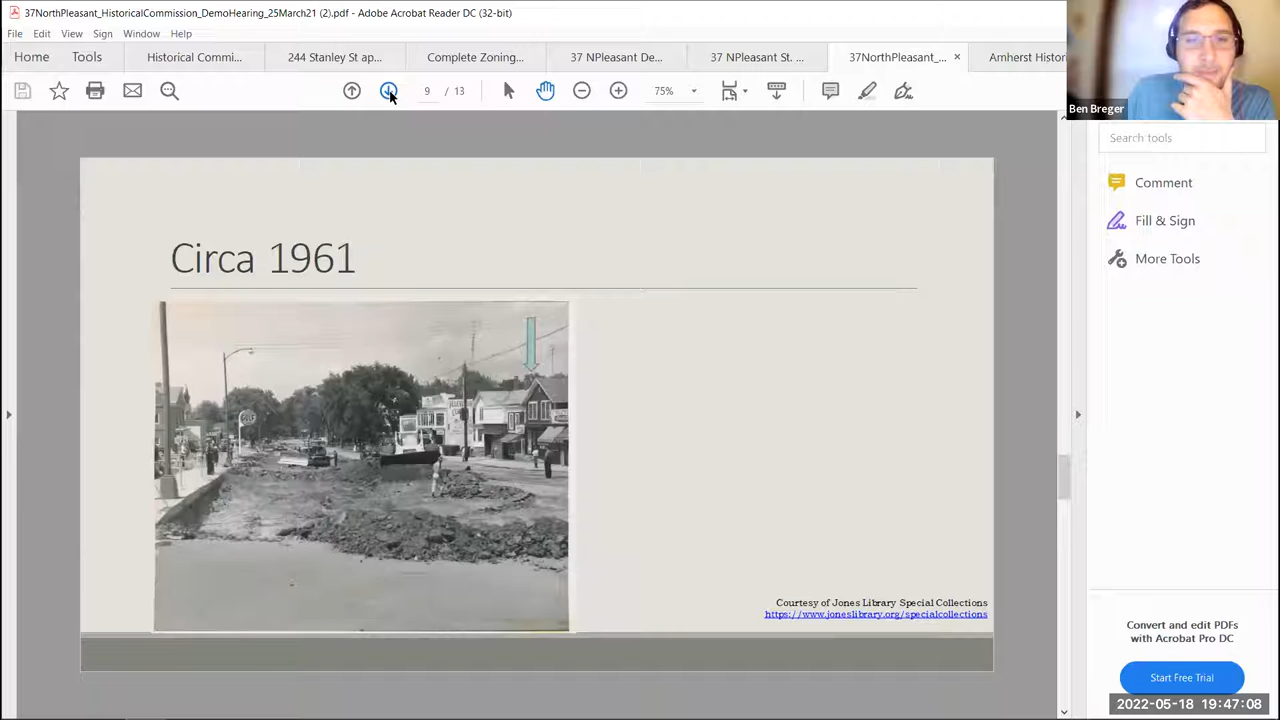 37NorthPleasant_HistoricalCommission_DemoHearing_25March21 (2).pdf - Adobe Acrobat Reader DC (32-bit)
File Edit View Sign Window Help
Home Tools Historical Commi... 244 Stanley St ap... Complete Zoning... 37 NPleasant De... 37 NPleasant St. ... 37NorthPleasant_... × Amherst Histor
9 / 13 75%
Ben Breger
Search tools
Comment
Fill & Sign
More Tools
Circa 1961
GULF
Courtesy of Jones Library Special Collections
https://www.joneslibrary.org/specialcollections
Convert and edit PDFs
with Acrobat Pro DC
Start Free Trial
2022-05-18 19:47:08